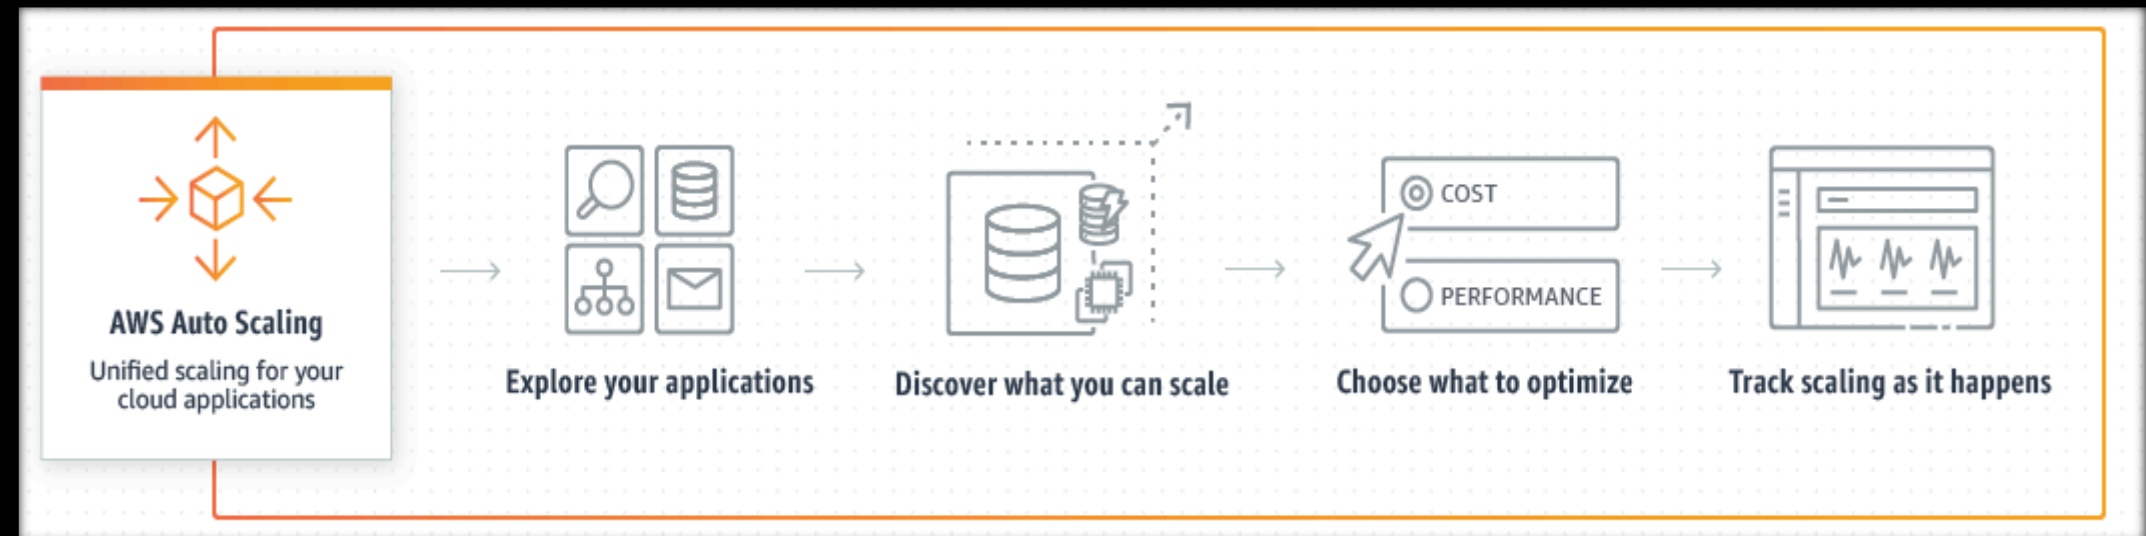 AWS Auto Scaling
Unified scaling for your
cloud applications
Explore your applications
Discover what you can scale
COST
PERFORMANCE
Choose what to optimize
Track scaling as it happens